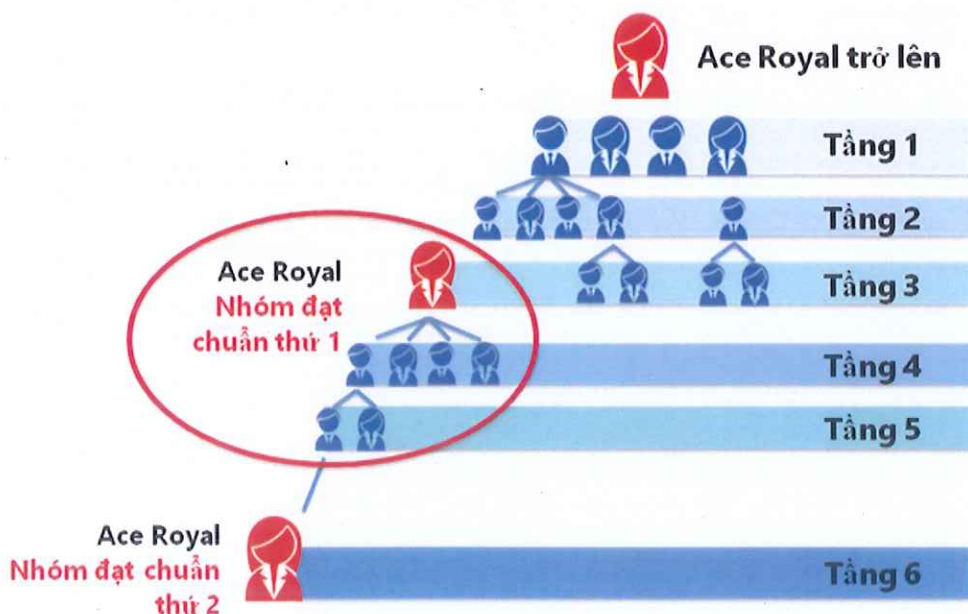 Ace Royal trở lên
Tầng 1
Tầng 2
Ace Royal
Nhóm đạt
chuẩn thứ 1
Tầng 3
Tầng 4
Tầng 5
Ace Royal
Nhóm đạt chuẩn
thứ 2
Tầng 6